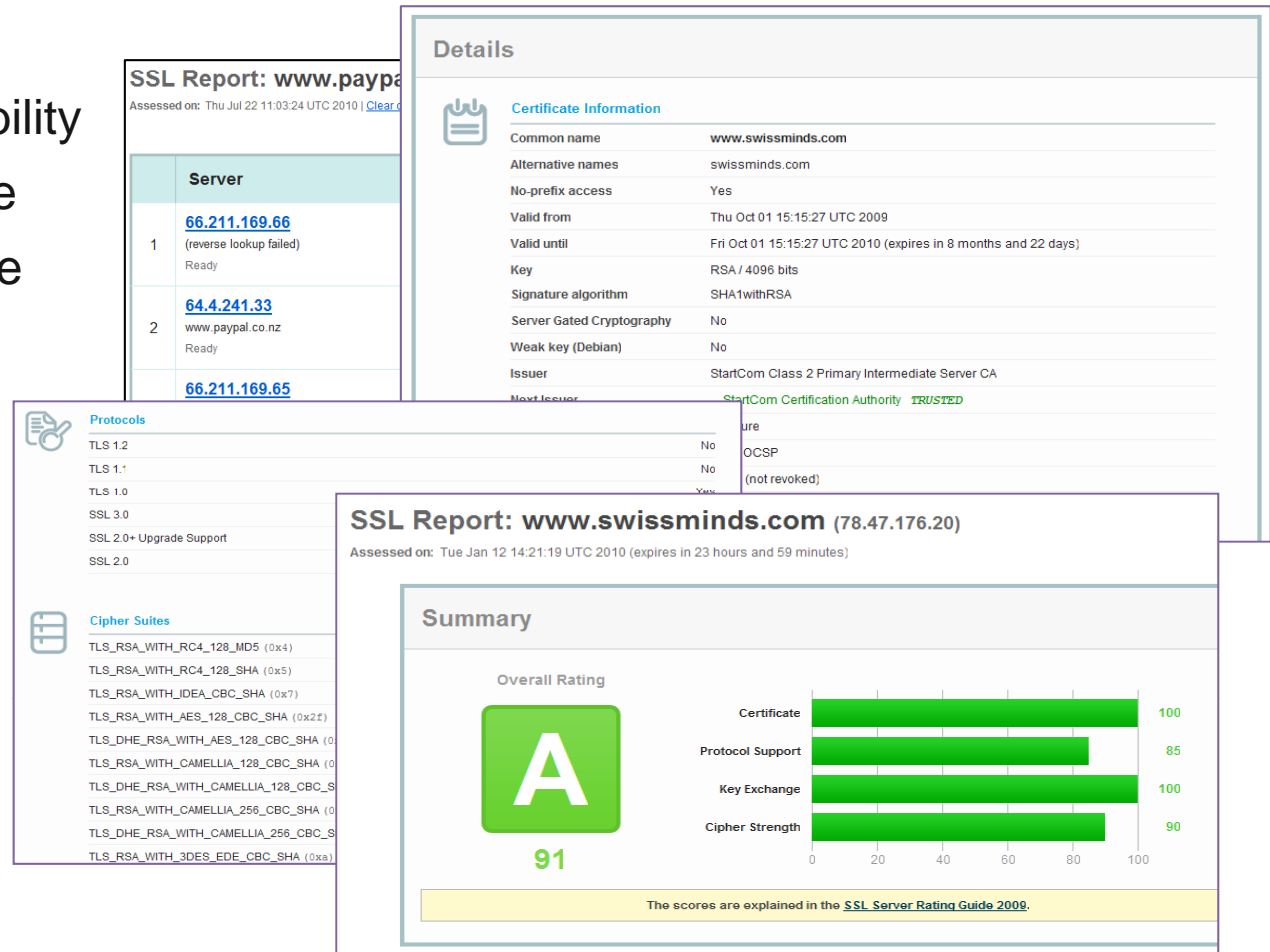 bility
e
e
SSL Report: www.paypa
Assessed on: Thu Jul 22 11:03:24 UTC 2010 | Clear
Server
1
66.211.169.66
(reverse lookup failed)
Ready
2
64.4.241.33
www.paypal.co.nz
Ready
66.211.169.65
Details
Certificate Information
Common name www.swissminds.com
Alternative names swissminds.com
No-prefix access Yes
Valid from Thu Oct 01 15:15:27 UTC 2009
Valid until Fri Oct 01 15:15:27 UTC 2010 (expires in 8 months and 22 days)
Key RSA / 4096 bits
Signature algorithm SHA1withRSA
Server Gated Cryptography No
Weak key (Debian) No
Issuer StartCom Class 2 Primary Intermediate Server CA
Next Issuer StartCom Certification Authority TRUSTED
ure
OCSP
(not revoked)
Protocols
TLS 1.2 No
TLS 1.1 No
TLS 1.0 Yes
SSL 3.0
SSL 2.0+ Upgrade Support
SSL 2.0
Cipher Suites
TLS_RSA_WITH_RC4_128_MD5 (0x4)
TLS_RSA_WITH_RC4_128_SHA (0x5)
TLS_RSA_WITH_IDEA_CBC_SHA (0x7)
TLS_RSA_WITH_AES_128_CBC_SHA (0x2f)
TLS_DHE_RSA_WITH_AES_128_CBC_SHA (0
TLS_RSA_WITH_CAMELLIA_128_CBC_SHA (0
TLS_DHE_RSA_WITH_CAMELLIA_128_CBC_S
TLS_RSA_WITH_CAMELLIA_256_CBC_SHA (0
TLS_DHE_RSA_WITH_CAMELLIA_256_CBC_S
TLS_RSA_WITH_3DES_EDE_CBC_SHA (0xa)
SSL Report: www.swissminds.com (78.47.176.20)
Assessed on: Tue Jan 12 14:21:19 UTC 2010 (expires in 23 hours and 59 minutes)
Summary
Overall Rating
A
91
Certificate 100
Protocol Support 85
Key Exchange 100
Cipher Strength 90
0 20 40 60 80 100
The scores are explained in the SSL Server Rating Guide 2009.